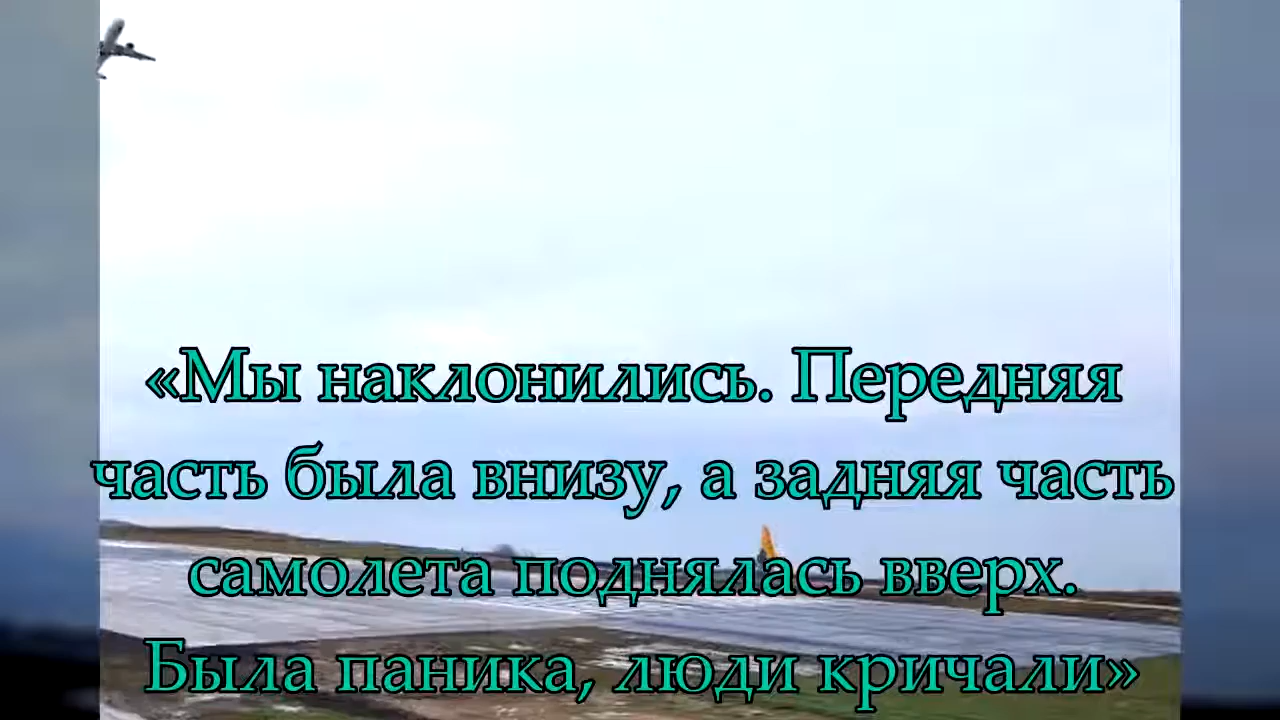 «Мы наклонились. Передняя
часть была внизу, а задняя часть
самолета поднялась вверх.
Была паника, люди кричали»